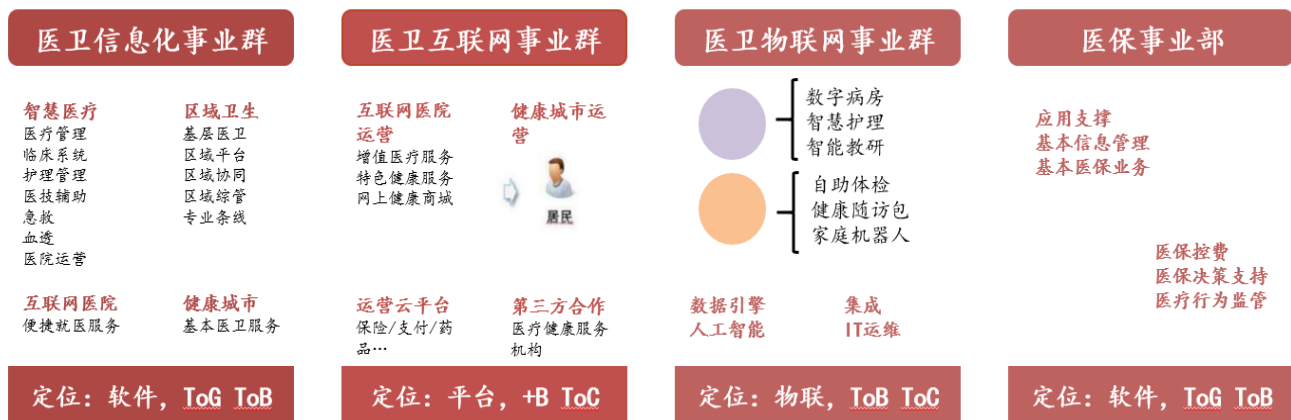 医卫信息化事业群
智慧医疗
医疗管理
临床系统
护理管理
医技辅助
急救
血透
医院运营
区域卫生
基层医卫
区域平台
区域协同
区域综管
专业条线
互联网医院
便捷就医服务
健康城市
基本医卫服务
定位：软件，ToG ToB
医卫互联网事业群
互联网医院
运营
增值医疗服务
特色健康服务
网上健康商城
健康城市运
营
居民
运营云平台
保险/支付/药
品…
第三方合作
医疗健康服务
机构
定位：平台，+B ToC
医卫物联网事业群
数字病房
智慧护理
智能教研
自助体检
健康随访包
家庭机器人
数据引擎
人工智能
集成
IT运维
定位：物联，ToB ToC
医保事业部
应用支撑
基本信息管理
基本医保业务
医保控费
医保决策支持
医疗行为监管
定位：软件，ToG ToB